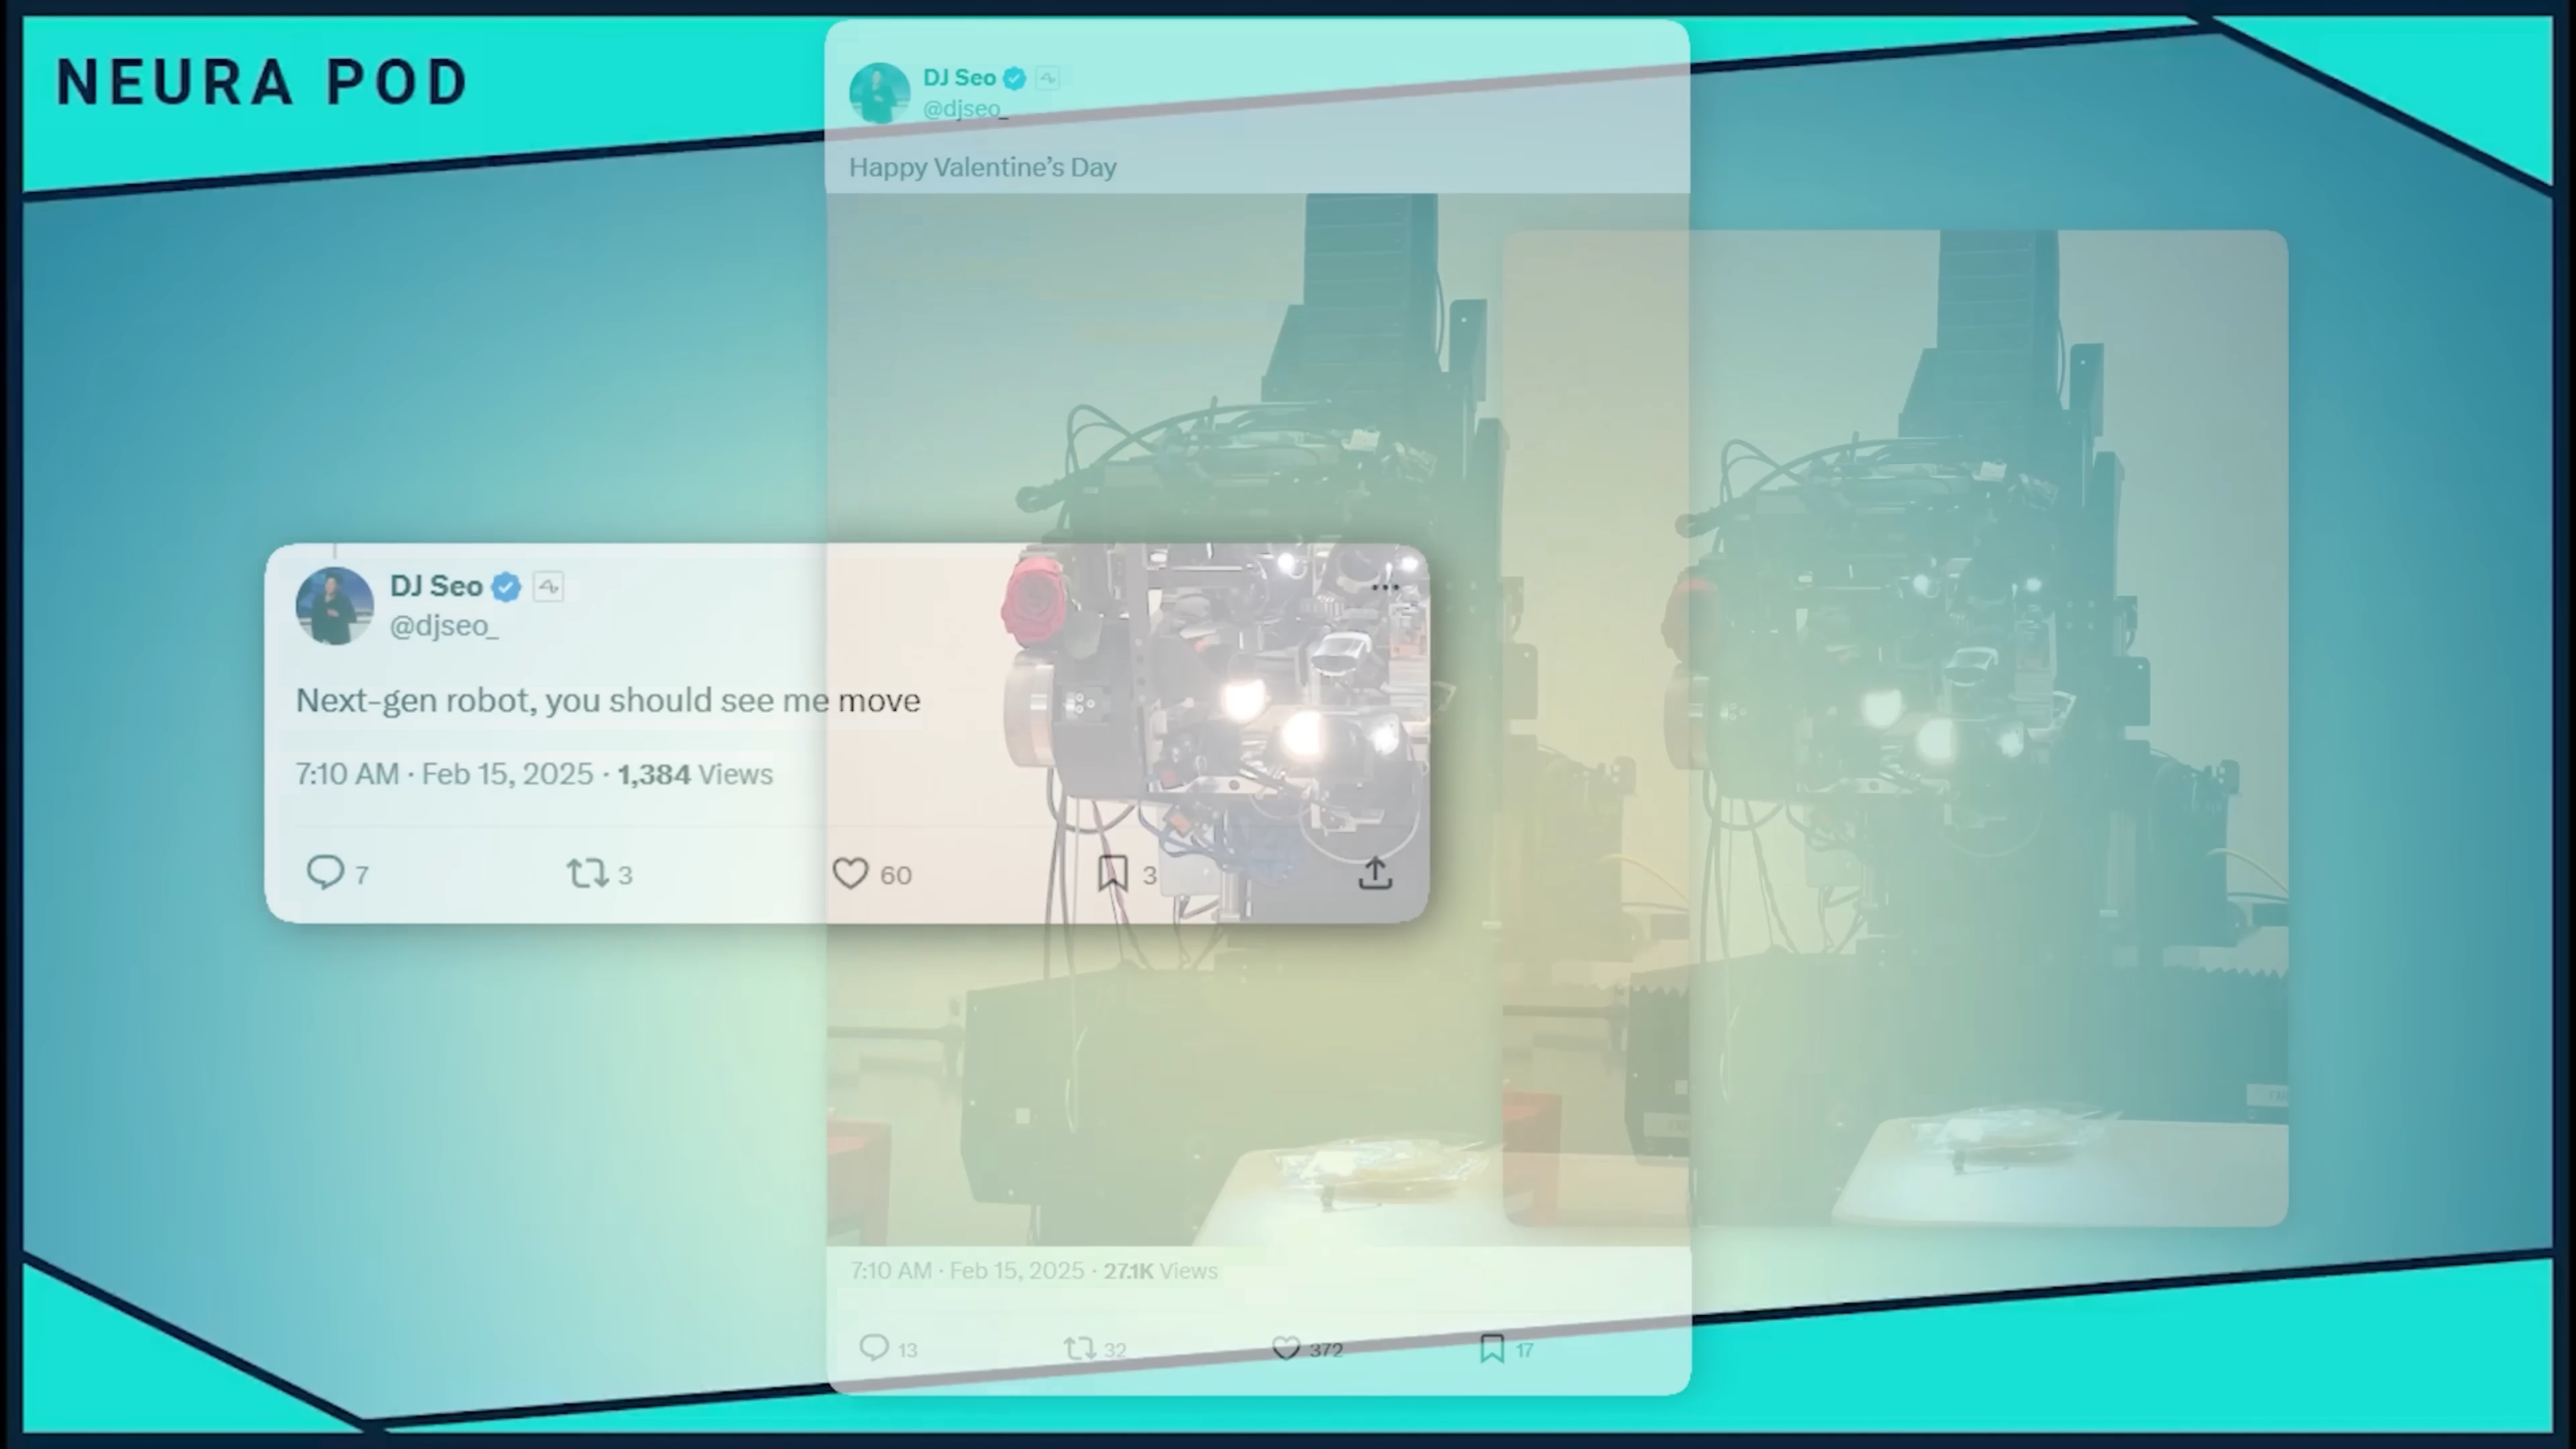 NEURA POD
DJ Seo
@djseo_
Happy Valentine's Day
DJ Seo
@djseo_
Next-gen robot, you should see me move
7:10 AM · Feb 15, 2025 · 1,384 Views
7
3
60
3
7:10 AM · Feb 15, 2025 · 27.1K Views
13
32
372
17